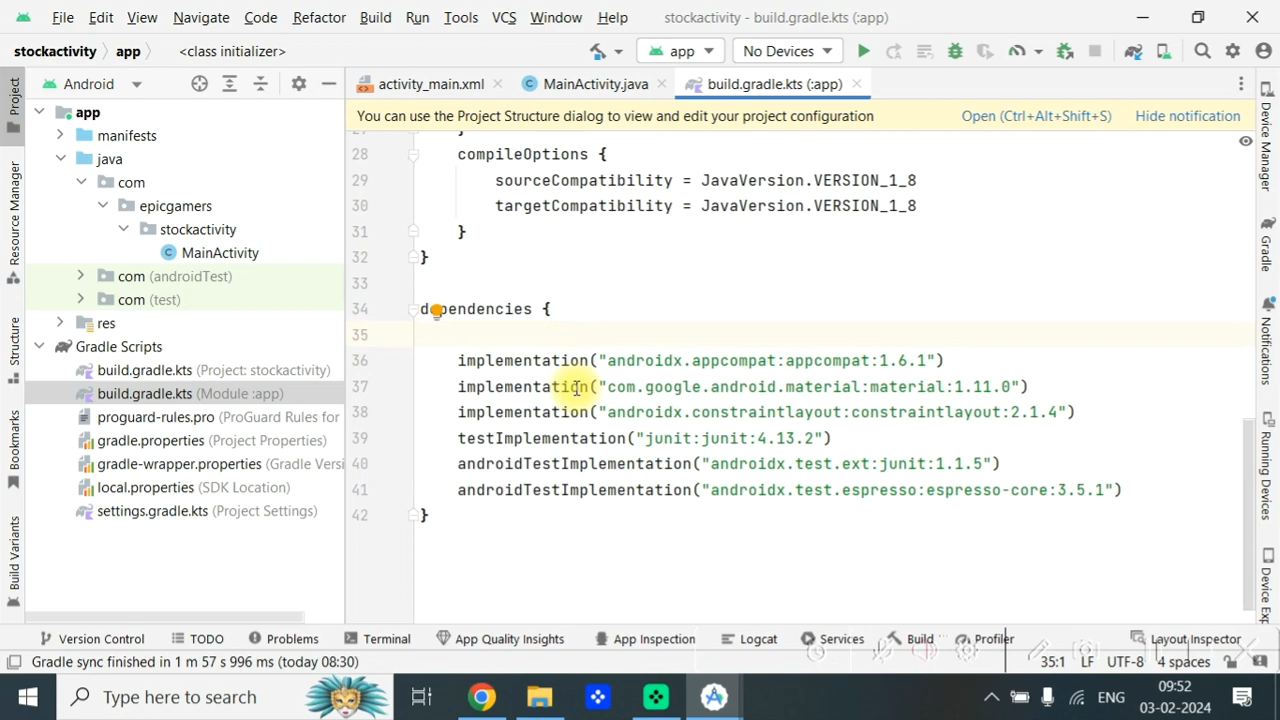 File Edit View Navigate Code Refactor Build Run Tools VCS Window Help stockactivity - build.gradle.kts (:app)
stockactivity app <class initializer> app No Devices
Project
Resource Manager
Structure
Bookmarks
Build Variants
Android
app
manifests
java
com
epicgamers
stockactivity
MainActivity
com (androidTest)
com (test)
res
Gradle Scripts
build.gradle.kts (Project: stockactivity)
build.gradle.kts (Module :app)
proguard-rules.pro (ProGuard Rules for
gradle.properties (Project Properties)
gradle-wrapper.properties (Gradle Versi
local.properties (SDK Location)
settings.gradle.kts (Project Settings)
activity_main.xml MainActivity.java build.gradle.kts (:app)
You can use the Project Structure dialog to view and edit your project configuration Open (Ctrl+Alt+Shift+S) Hide notification
28 compileOptions {
29 sourceCompatibility = JavaVersion.VERSION_1_8
30 targetCompatibility = JavaVersion.VERSION_1_8
31 }
32 }
33
34 dependencies {
35
36 implementation("androidx.appcompat:appcompat:1.6.1")
37 implementation("com.google.android.material:material:1.11.0")
38 implementation("androidx.constraintlayout:constraintlayout:2.1.4")
39 testImplementation("junit:junit:4.13.2")
40 androidTestImplementation("androidx.test.ext:junit:1.1.5")
41 androidTestImplementation("androidx.test.espresso:espresso-core:3.5.1")
42 }
Device Manager
Gradle
Notifications
Running Devices
Device Exp
Version Control TODO Problems Terminal App Quality Insights App Inspection Logcat Services Build Profiler Layout Inspector
Gradle sync finished in 1 m 57 s 996 ms (today 08:30) 35:1 LF UTF-8 4 spaces
Type here to search ENG 09:52
03-02-2024